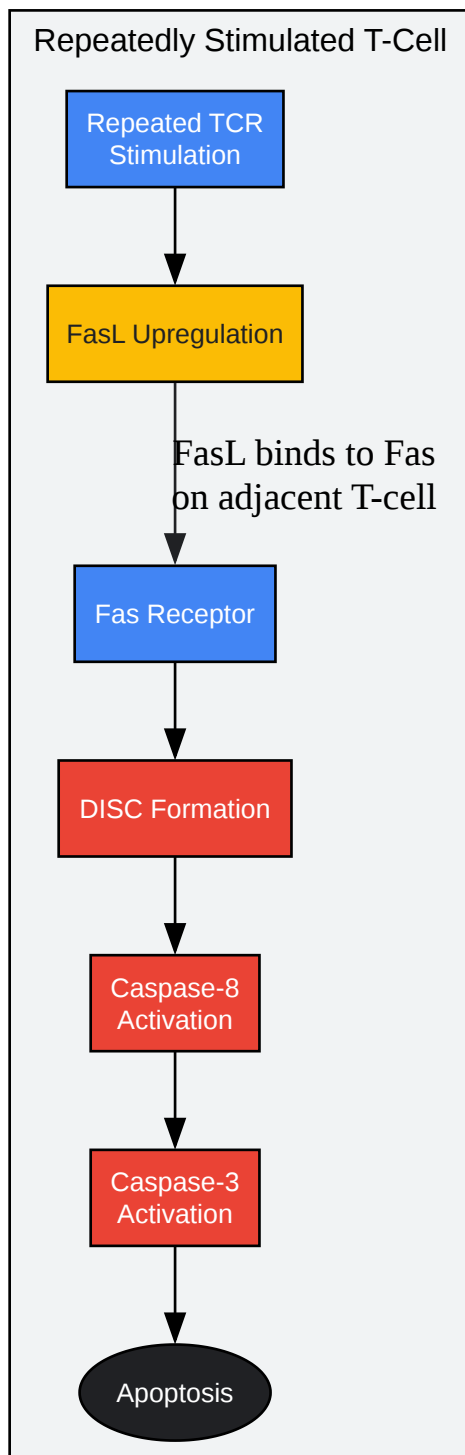 Repeatedly Stimulated T-Cell
Repeated TCR
Stimulation
FasL Upregulation
FasL binds to Fas
on adjacent T-cell
Fas Receptor
DISC Formation
Caspase-8
Activation
Caspase-3
Activation
Apoptosis